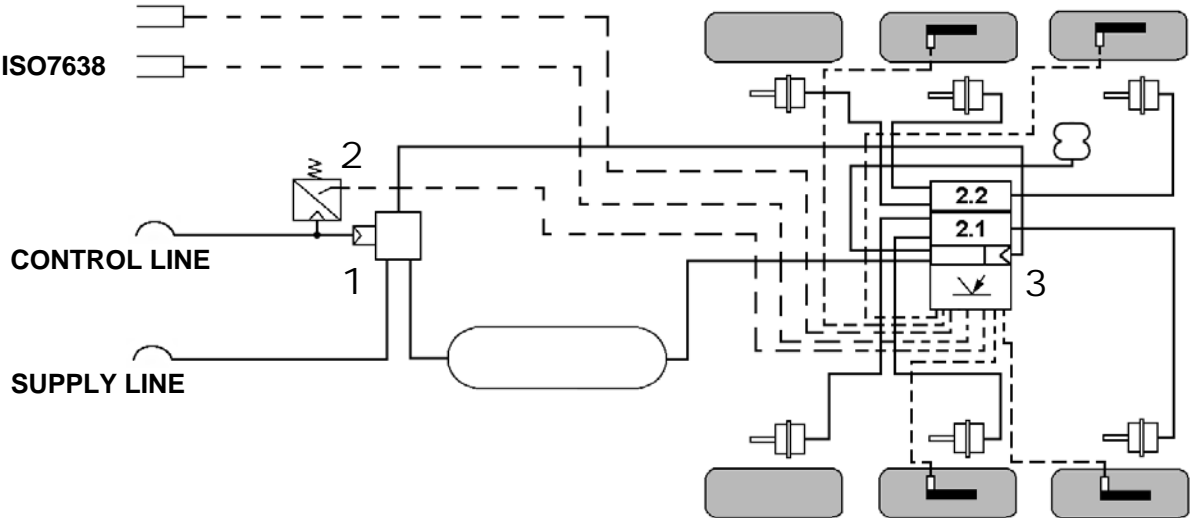 ISO7638
2
CONTROL LINE
1
SUPPLY LINE
2.2
2.1
3